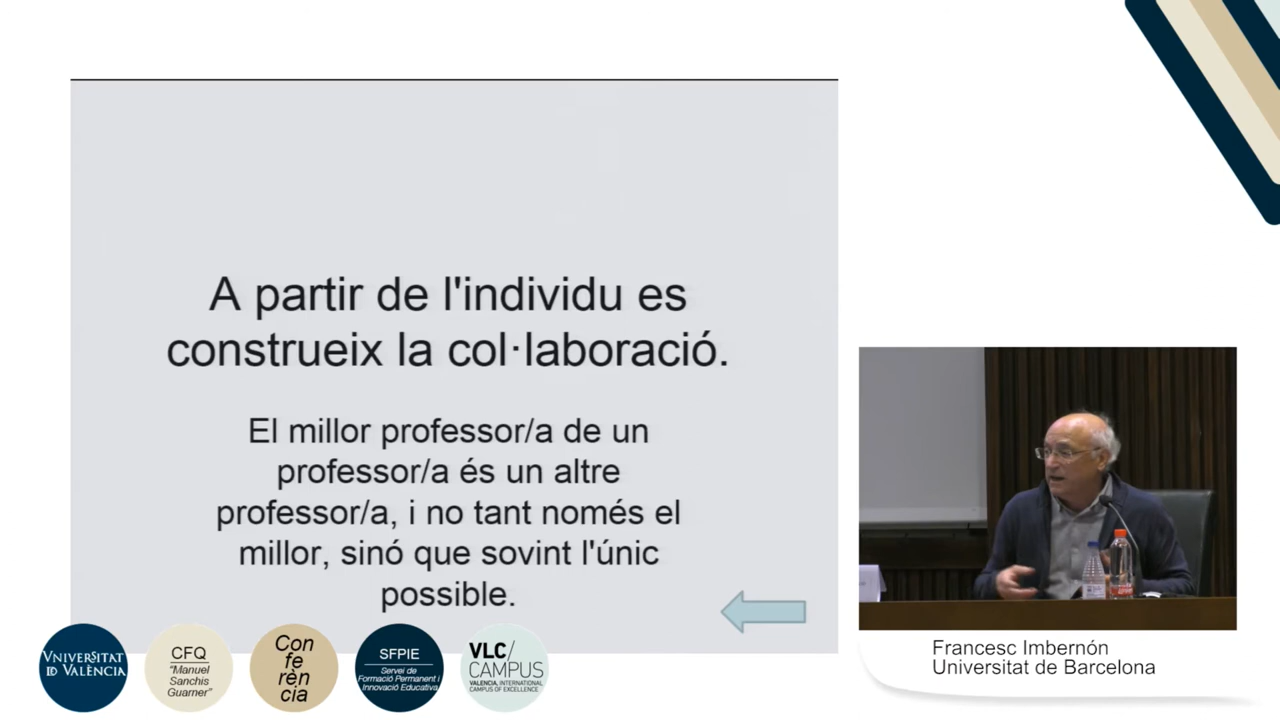 A partir de l'individu es
construeix la col·laboració.
El millor professor/a de un
professor/a és un altre
professor/a, i no tant només el
millor, sinó que sovint l'únic
possible.
Francesc Imbernón
Universitat de Barcelona
VNIVERSITAT
ID VALÈNCIA
CFQ
"Manuel
Sanchis
Guarner"
Con
fe
rèn
cia
SFPIE
Servei de
Formació Permanent i
Innovació Educativa
VLC/
CAMPUS
VALENCIA, INTERNATIONAL
CAMPUS OF EXCELLENCE